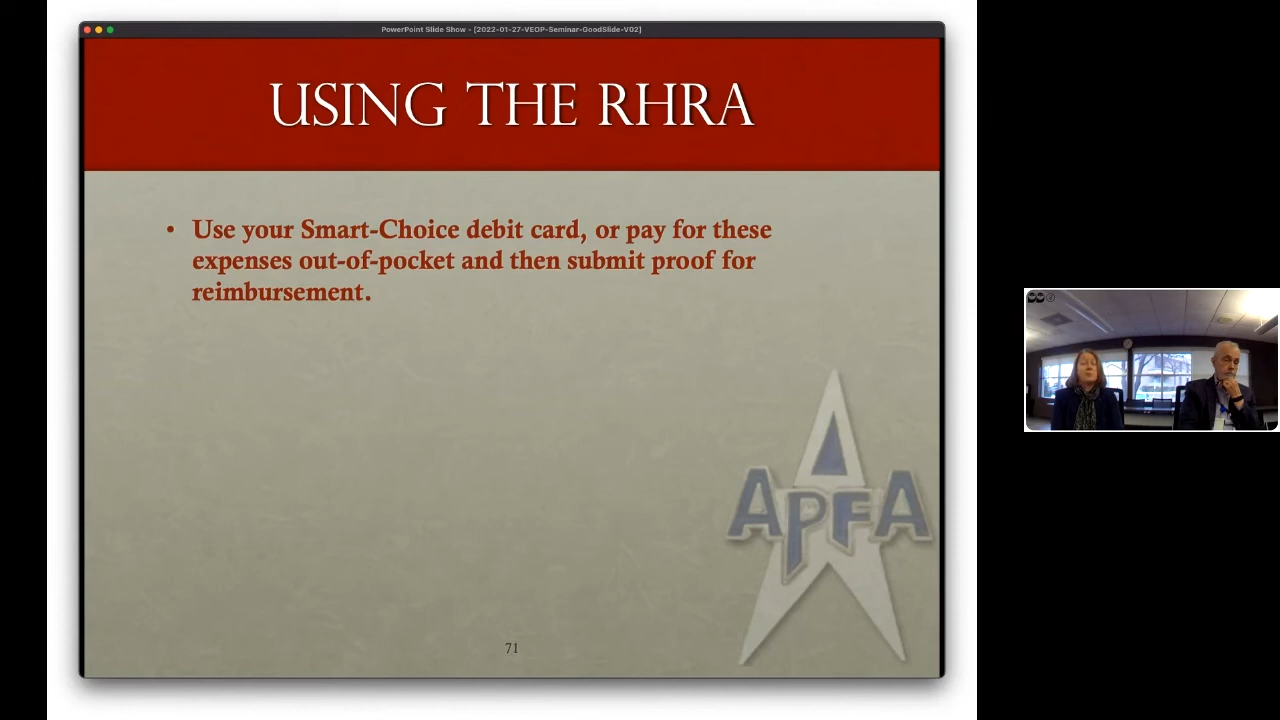 PowerPoint Slide Show - [2022-01-27-VEOP-Seminar-GoodSlide-V02]
USING THE RHRA
• Use your Smart-Choice debit card, or pay for these
expenses out-of-pocket and then submit proof for
reimbursement.
APFA
71